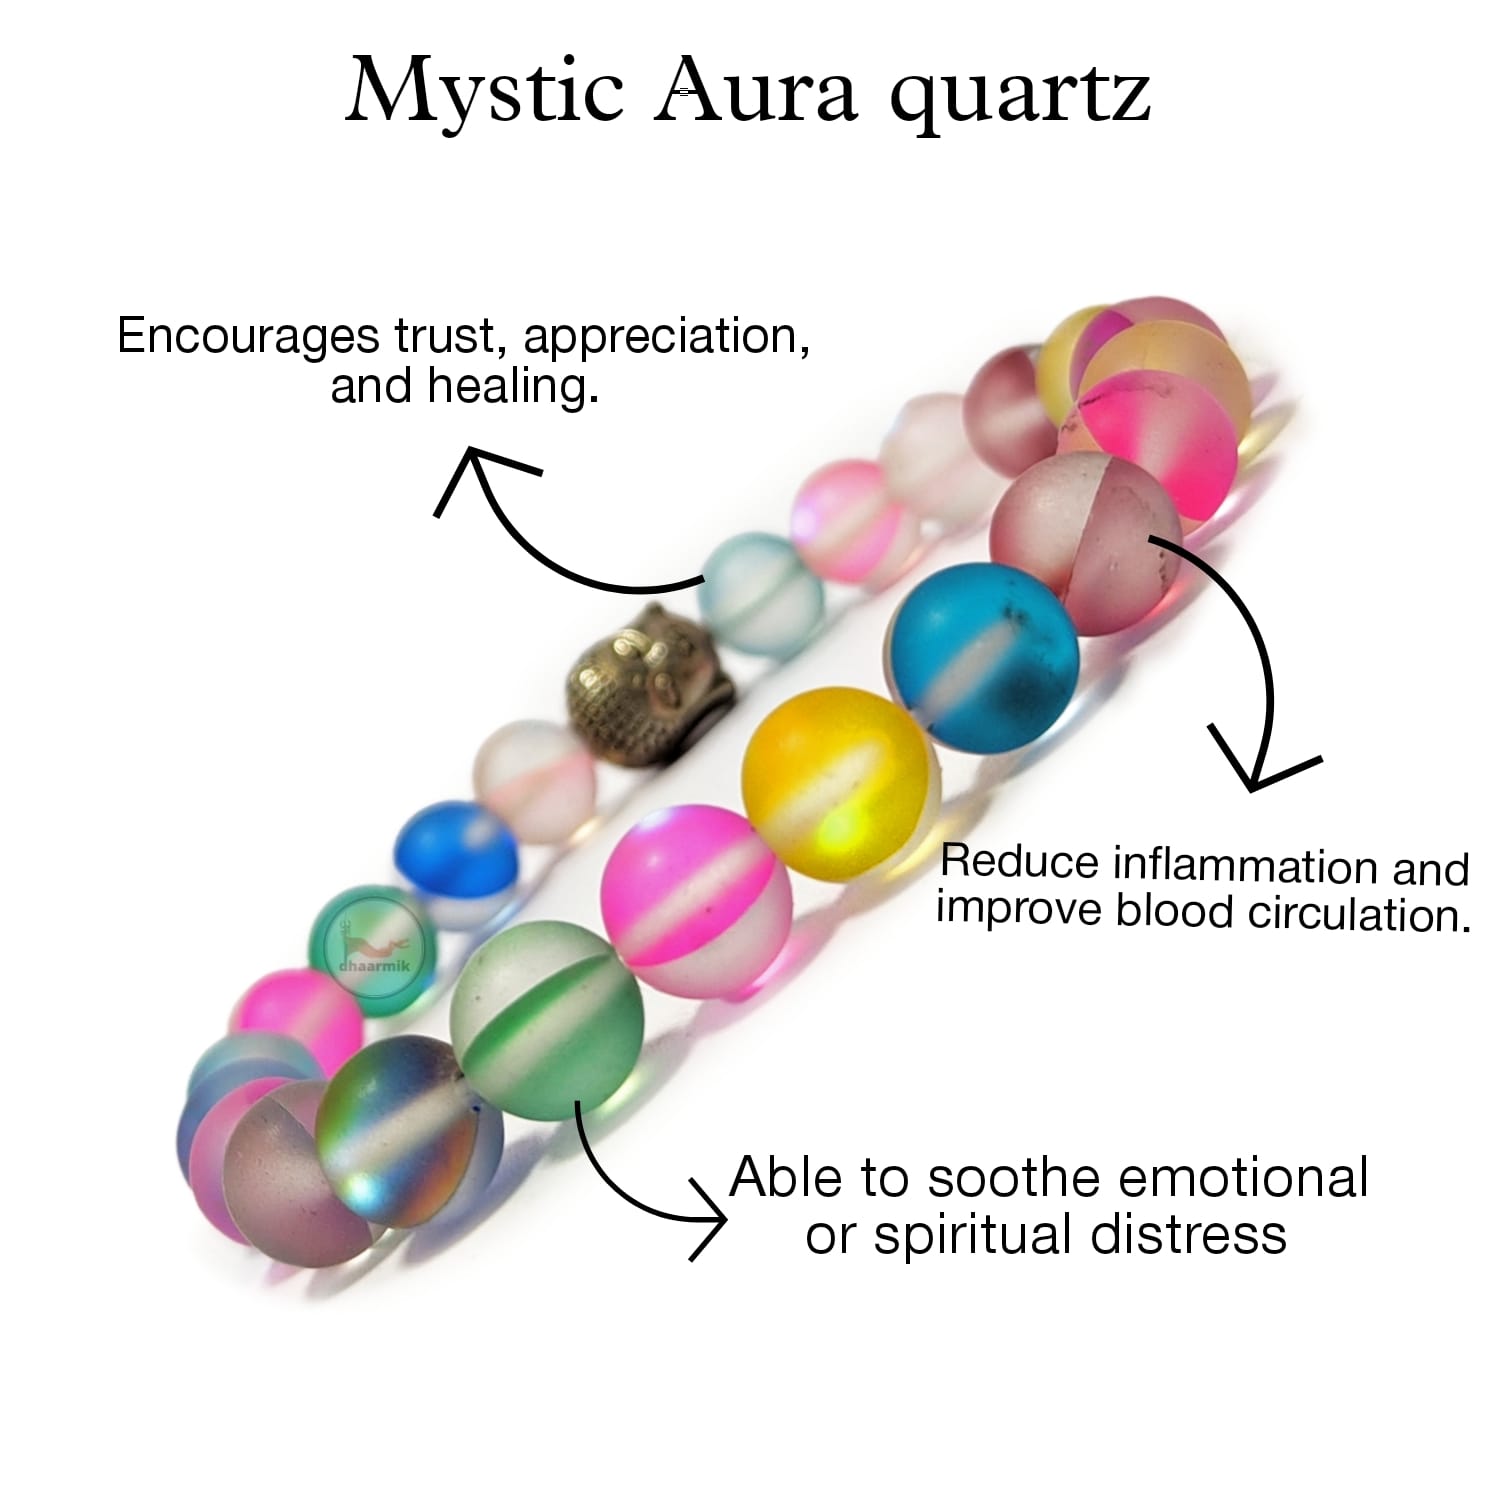 Mystic Aura quartz
Encourages trust, appreciation,
and healing.
Reduce inflammation and
improve blood circulation.
dhaarmik
Able to soothe emotional
or spiritual distress